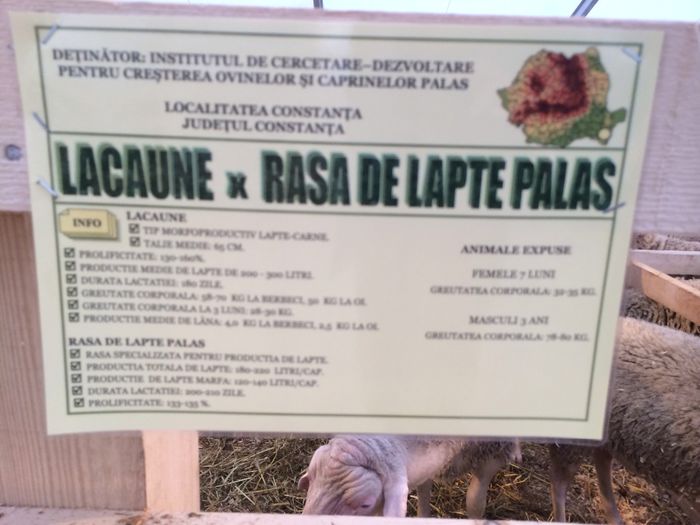 DEȚINĂTOR: INSTITUTUL DE CERCETARE–DEZVOLTARE
PENTRU CREȘTEREA OVINELOR ȘI CAPRINELOR PALAS
LOCALITATEA CONSTANȚA
JUDEȚUL CONSTANȚA
LACAUNE x RASA DE LAPTE PALAS
INFO
LACAUNE
TIP MORFOPRODUCTIV LAPTE-CARNE.
TALIE MEDIE: 65 CM.
PROLIFICITATE: 130-160%.
PRODUCTIE MEDIE DE LAPTE DE 200 - 300 LITRI.
DURATA LACTATIEI: 180 ZILE.
GREUTATE CORPORALA: 58-70 KG LA BERBECI, 50 KG LA OI.
GREUTATE CORPORALA LA 3 LUNI: 28-30 KG.
PRODUCTIE MEDIE DE LÂNA: 4,0 KG LA BERBECI, 2,5 KG LA OI.
RASA DE LAPTE PALAS
RASA SPECIALIZATA PENTRU PRODUCTIA DE LAPTE.
PRODUCTIA TOTALA DE LAPTE: 180-220 LITRI/CAP.
PRODUCTIE DE LAPTE MARFA: 120-140 LITRI/CAP.
DURATA LACTATIEI: 200-210 ZILE.
PROLIFICITATE: 133-135 %.
ANIMALE EXPUSE
FEMELE 7 LUNI
GREUTATEA CORPORALA: 32-35 KG.
MASCULI 3 ANI
GREUTATEA CORPORALA: 78-80 KG.